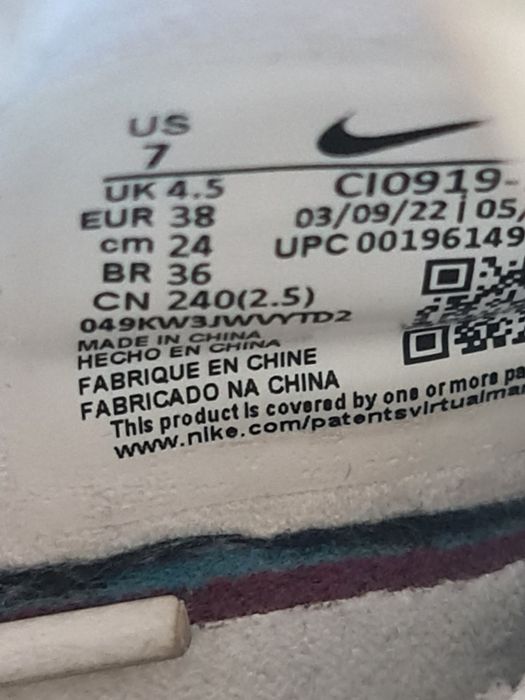 US
7
UK 4.5
EUR 38
cm 24
BR 36
CN 240(2.5)
CI0919-
03/09/22 | 05/
UPC 00196149
049KW3JWVYTD2
MADE IN CHINA
HECHO EN CHINA
FABRIQUE EN CHINE
FABRICADO NA CHINA
This product is covered by one or more pa
www.nike.com/patentsvirtualma